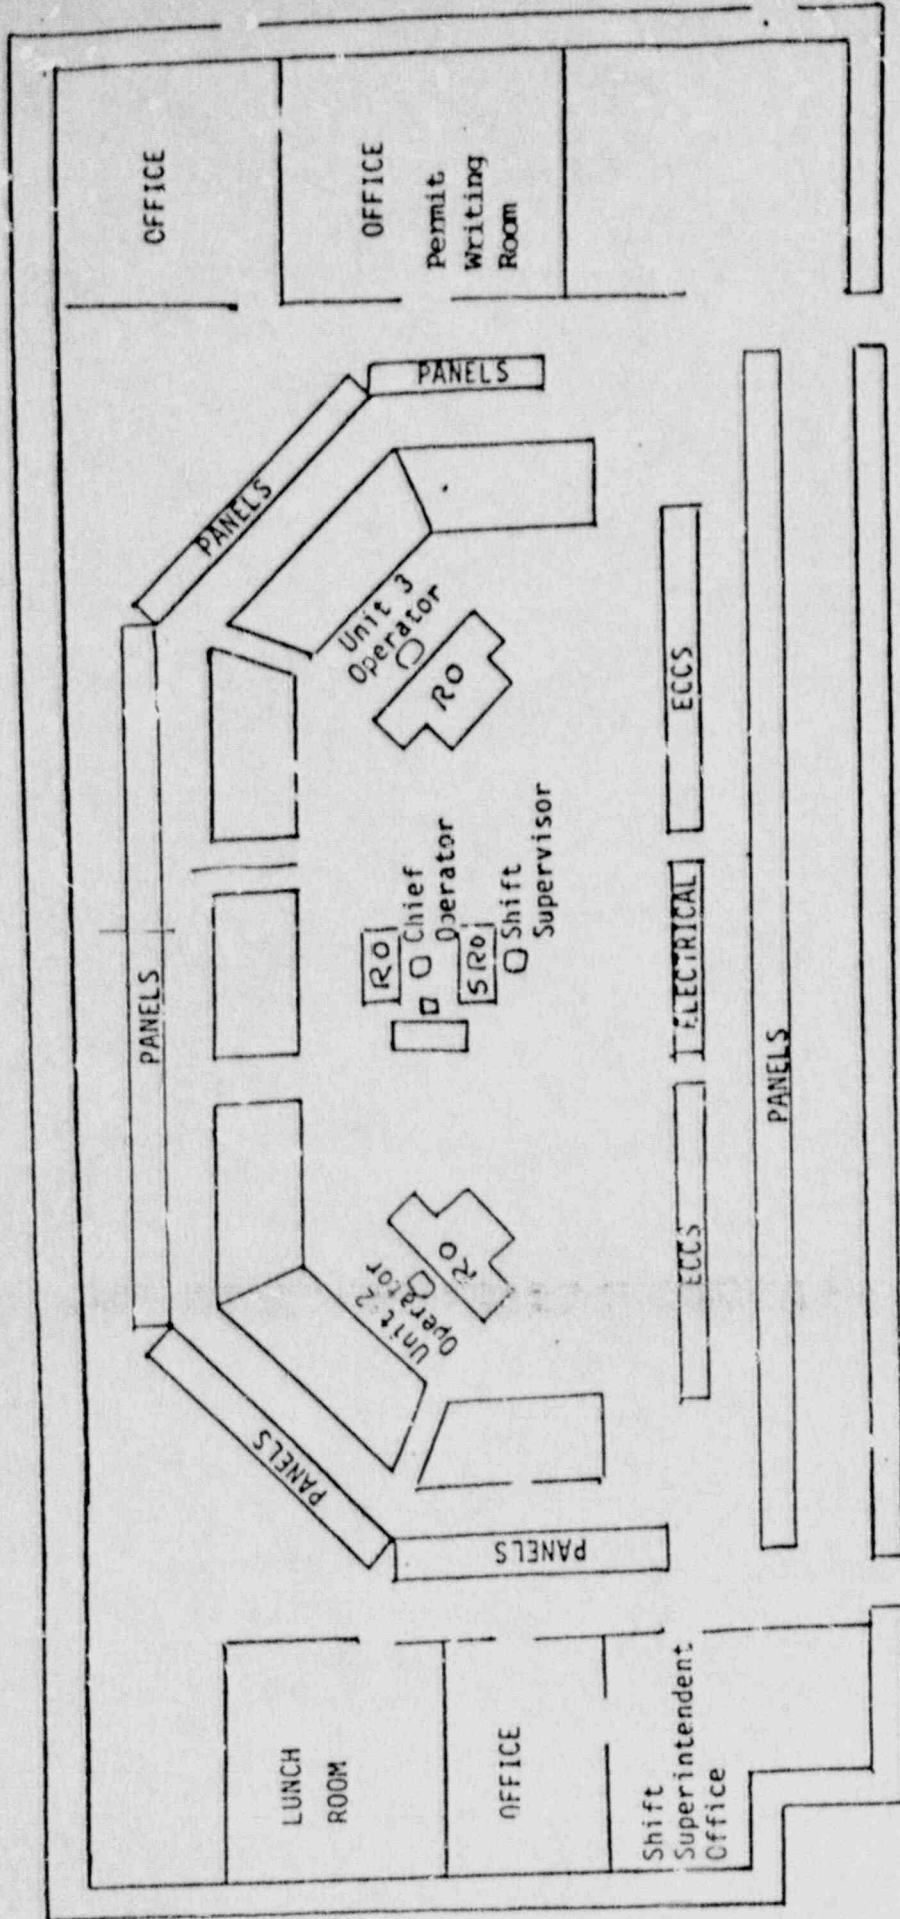 OFFICE
OFFICE
Permit
Writing
Room
PANELS
PANELS
Unit 3
Operator
RO
PANELS
RO
Chief
Operator
SRO
Shift
Supervisor
ECCS
ELECTRICAL
ECCS
PANELS
Unit 2
Operator
RO
PANELS
PANELS
LUNCH
ROOM
OFFICE
Shift
Superintendent
Office